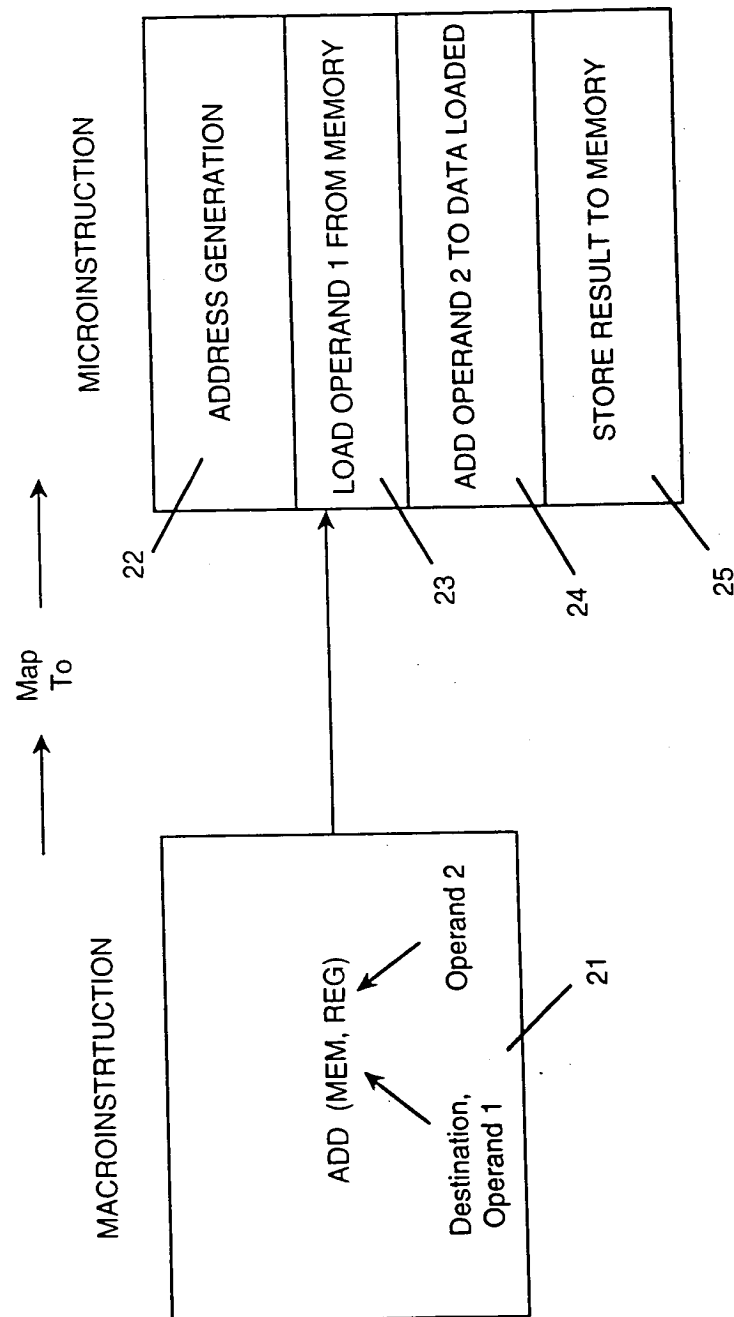 Map
To
MACROINSTRTUCTION
MICROINSTRUCTION
ADD (MEM, REG)
Destination,
Operand 1
Operand 2
21
ADDRESS GENERATION
22
LOAD OPERAND 1 FROM MEMORY
23
ADD OPERAND 2 TO DATA LOADED
24
STORE RESULT TO MEMORY
25